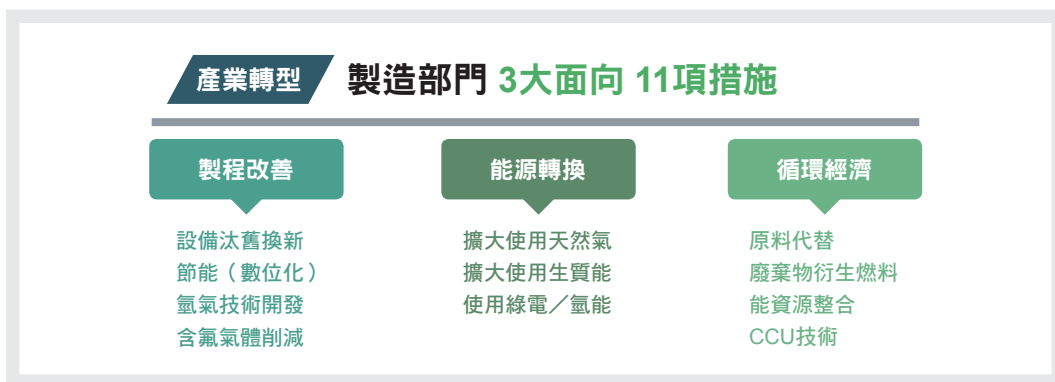 產業轉型 製造部門 3大面向 11項措施
製程改善
設備汰舊換新
節能（數位化）
氫氣技術開發
含氟氣體削減
能源轉換
擴大使用天然氣
擴大使用生質能
使用綠電／氫能
循環經濟
原料代替
廢棄物衍生燃料
能資源整合
CCU技術